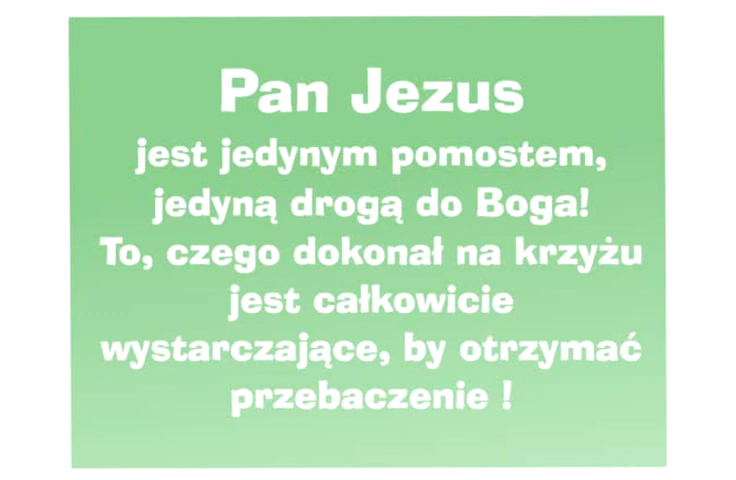 Pan Jezus
jest jedynym pomostem,
jedyną drogą do Boga!
To, czego dokonał na krzyżu
jest całkowicie
wystarczające, by otrzymać
przebaczenie !